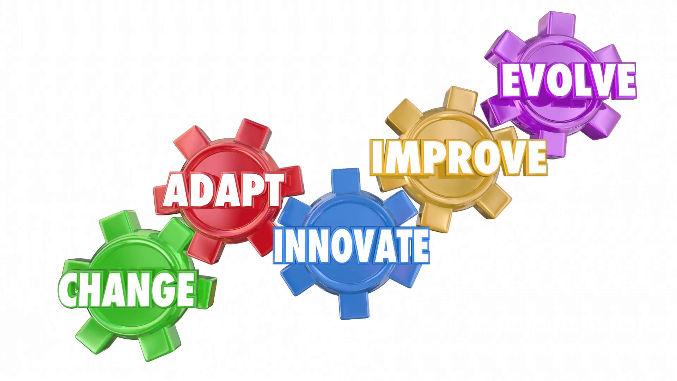 CHANGE
ADAPT
INNOVATE
IMPROVE
EVOLVE